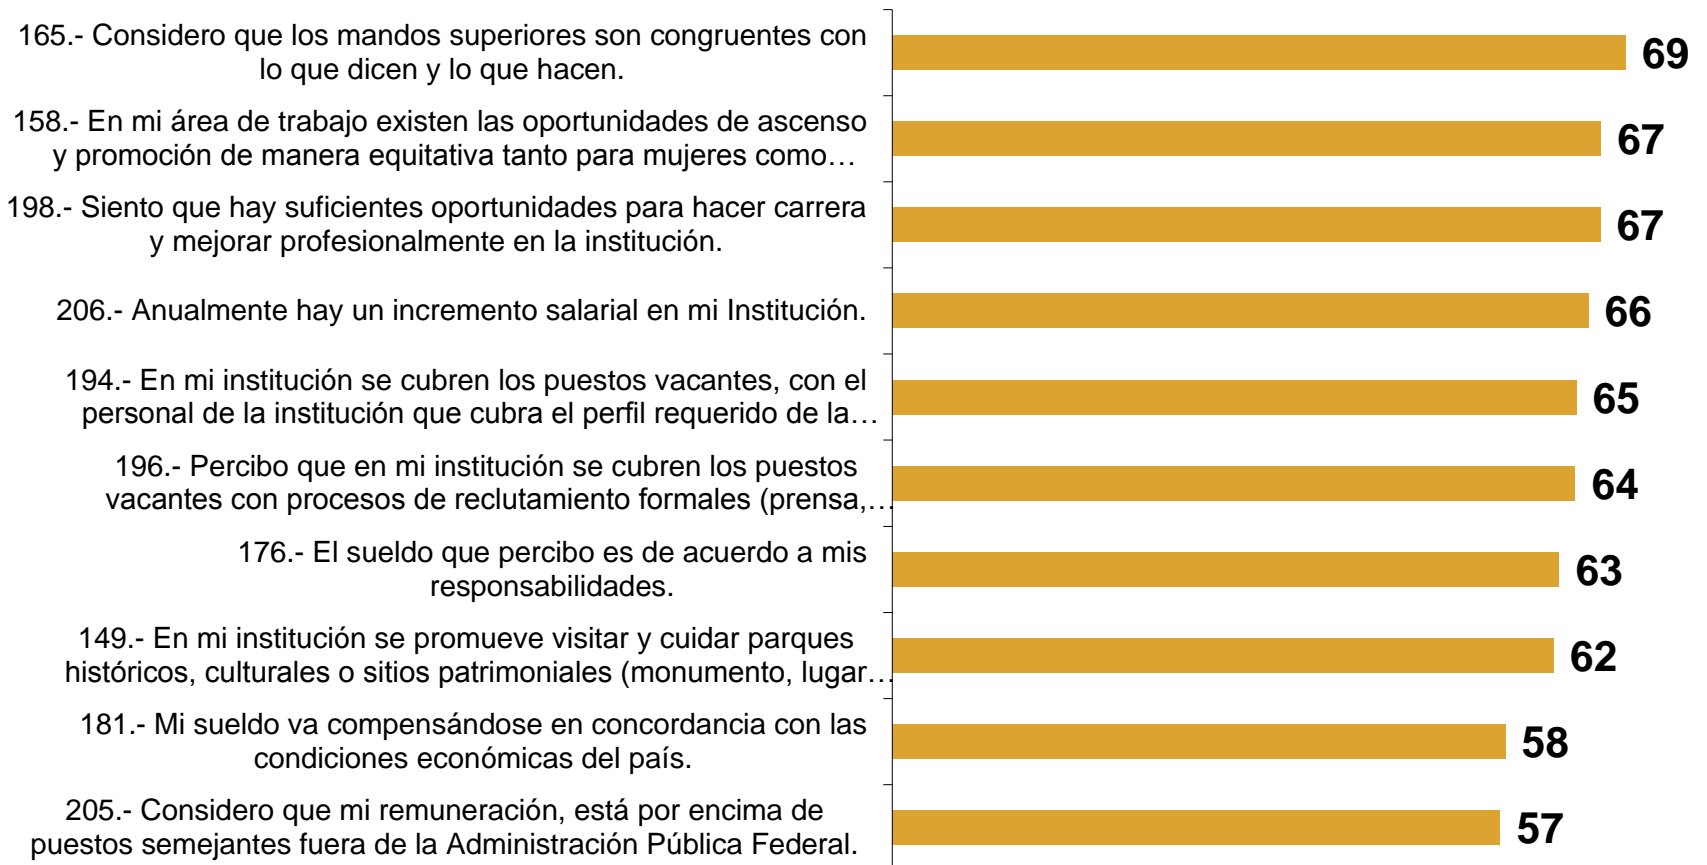 165.- Considero que los mandos superiores son congruentes con
lo que dicen y lo que hacen.
69
158.- En mi área de trabajo existen las oportunidades de ascenso
y promoción de manera equitativa tanto para mujeres como…
67
198.- Siento que hay suficientes oportunidades para hacer carrera
y mejorar profesionalmente en la institución.
67
206.- Anualmente hay un incremento salarial en mi Institución.
66
194.- En mi institución se cubren los puestos vacantes, con el
personal de la institución que cubra el perfil requerido de la…
65
196.- Percibo que en mi institución se cubren los puestos
vacantes con procesos de reclutamiento formales (prensa,…
64
176.- El sueldo que percibo es de acuerdo a mis
responsabilidades.
63
149.- En mi institución se promueve visitar y cuidar parques
históricos, culturales o sitios patrimoniales (monumento, lugar…
62
181.- Mi sueldo va compensándose en concordancia con las
condiciones económicas del país.
58
205.- Considero que mi remuneración, está por encima de
puestos semejantes fuera de la Administración Pública Federal.
57